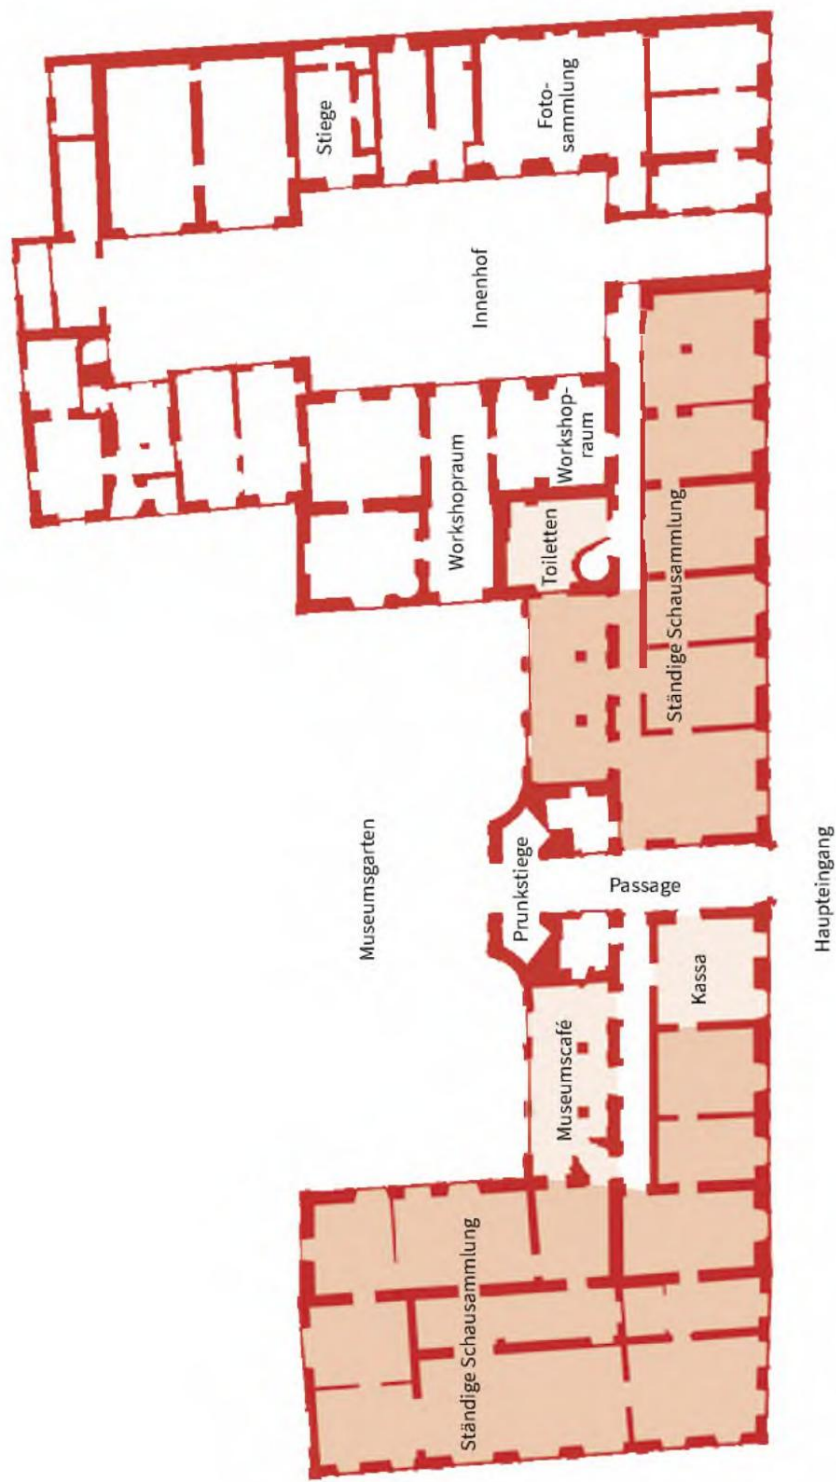 Stiege
Foto-
sammlung
Innenhof
Workshopraum
Workshop-
raum
Toiletten
Ständige Schausammlung
Museumsgarten
Prunkstiege
Passage
Haupteingang
Museumscafé
Kassa
Ständige Schausammlung